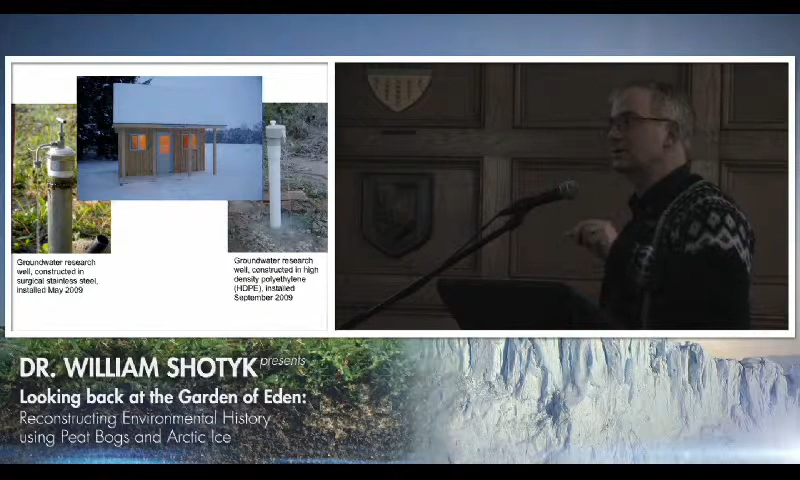 Groundwater research
well, constructed in
surgical stainless steel,
installed May 2009
Groundwater research
well, constructed in high
density polyethylene
(HDPE), installed
September 2009
DR. WILLIAM SHOTYK presents
Looking back at the Garden of Eden:
Reconstructing Environmental History
using Peat Bogs and Arctic Ice